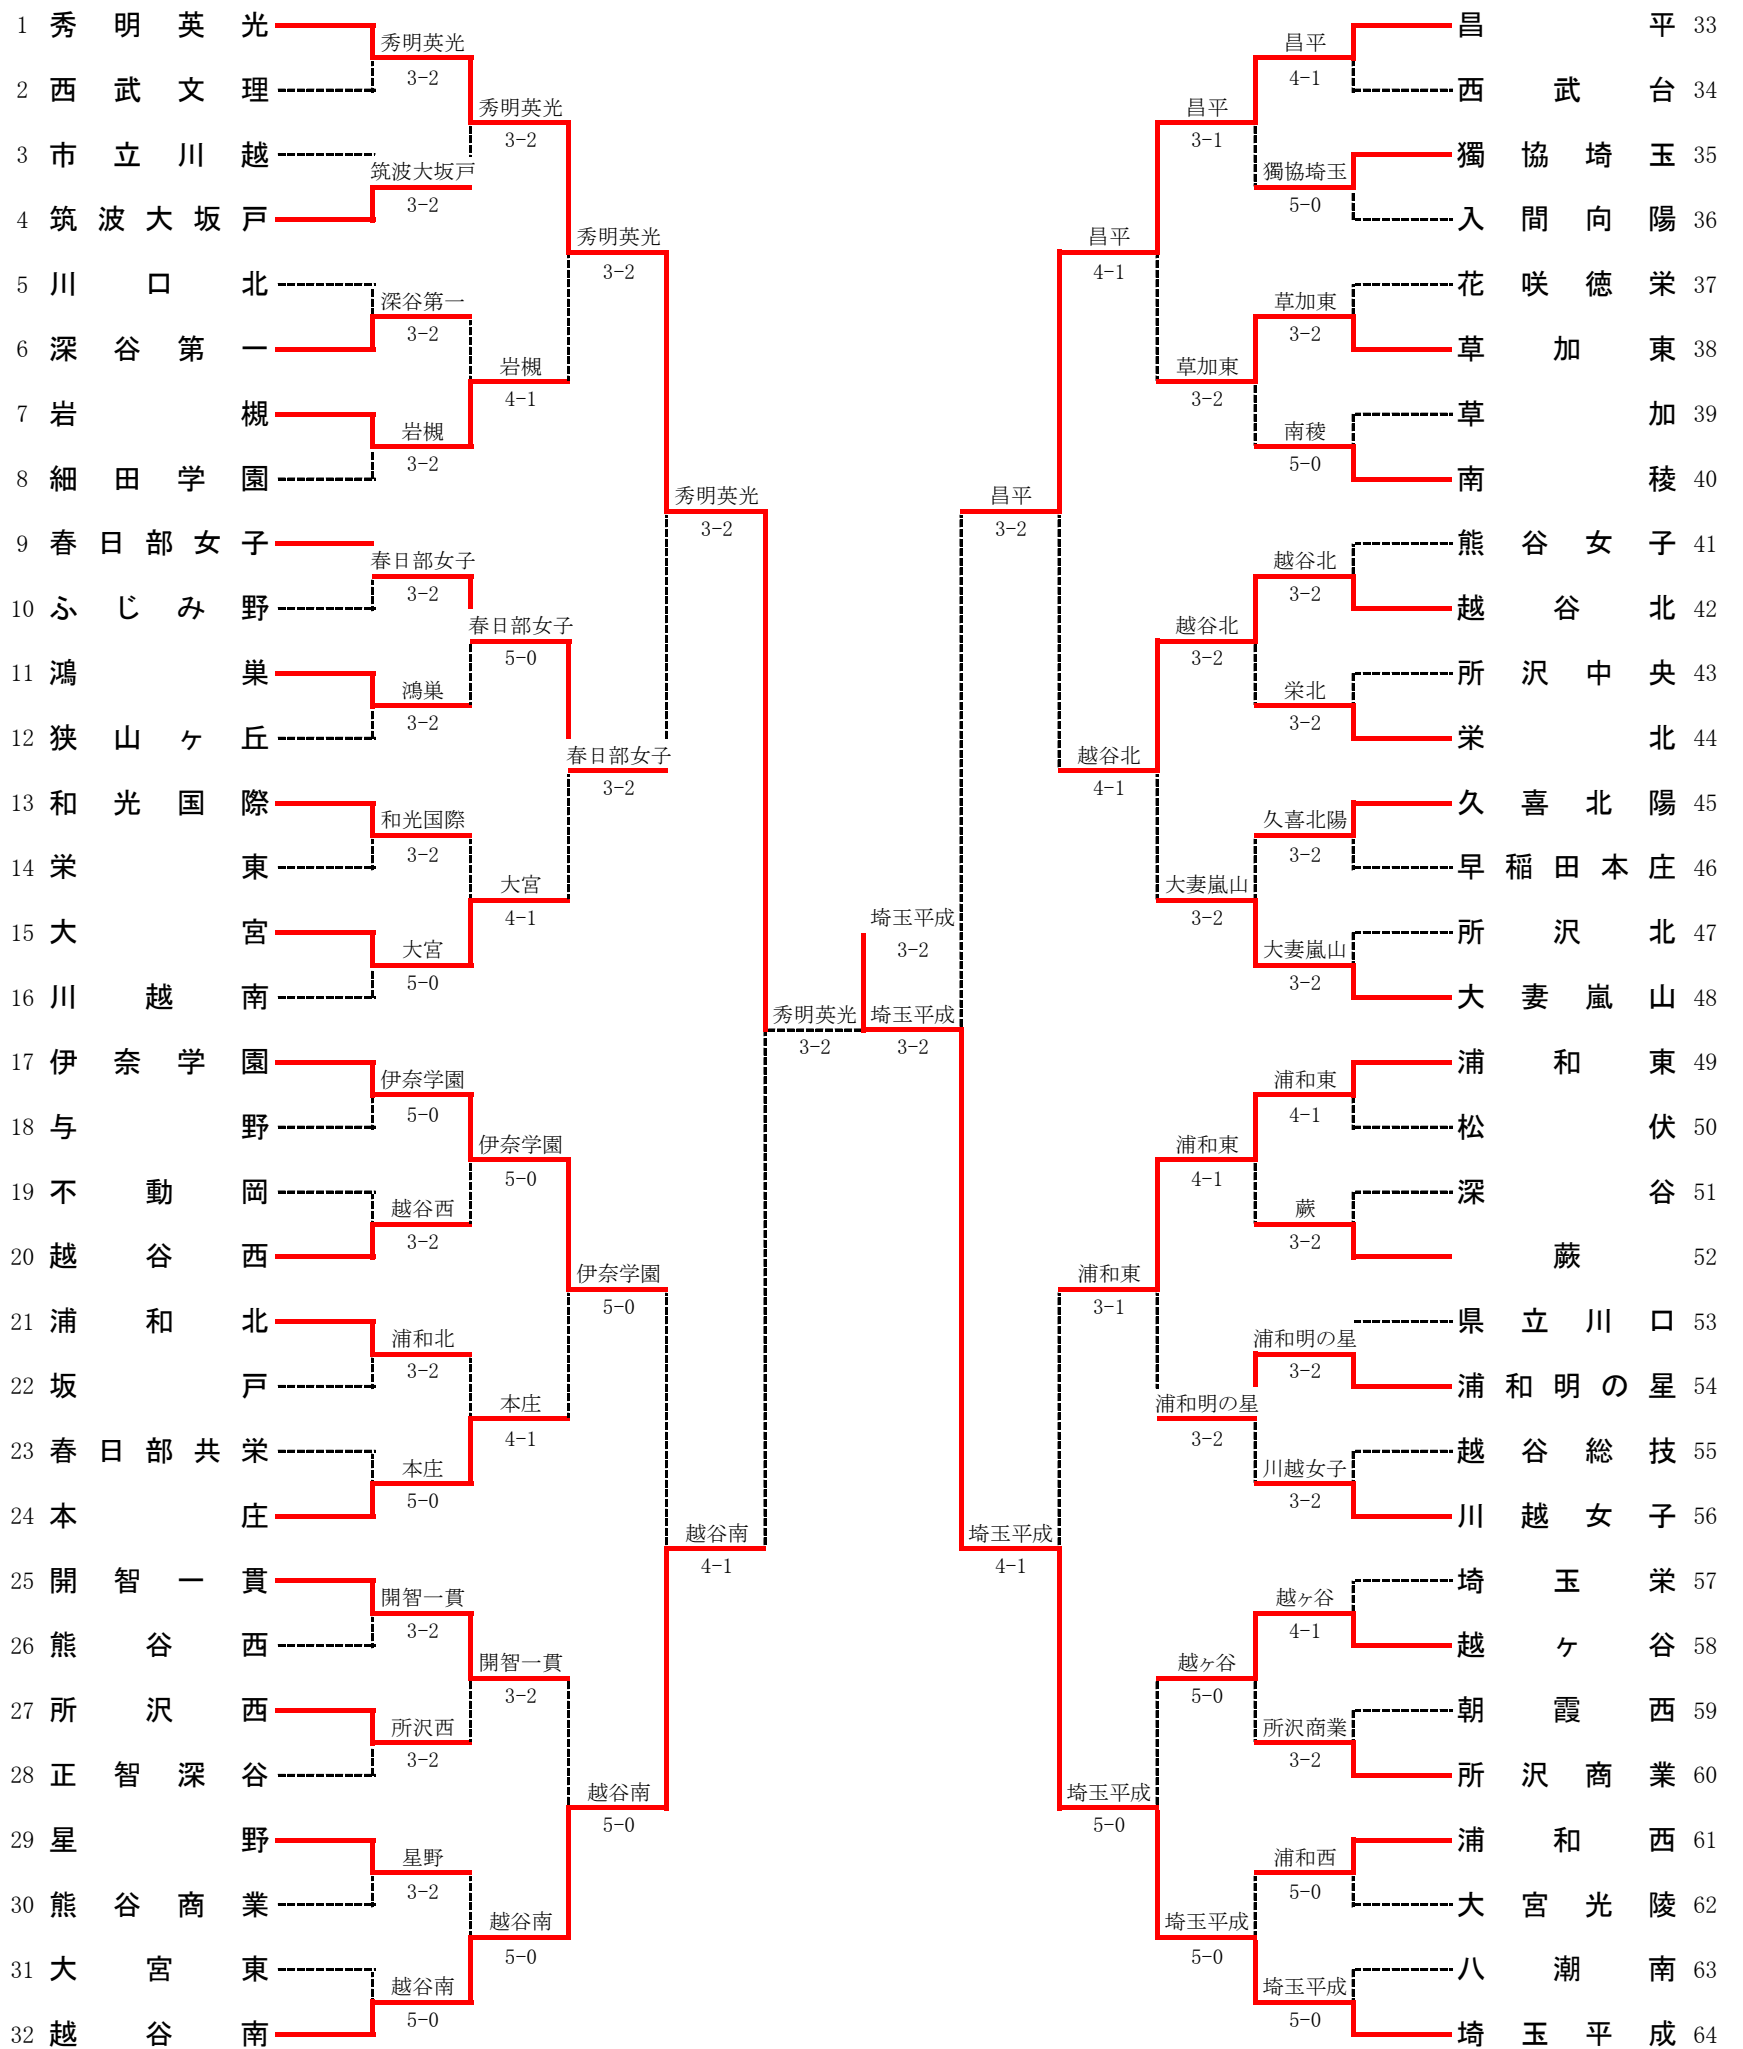 1 秀明英光
2 西武文理
3 市立川越
4 筑波大坂戸
5 川口北
6 深谷第一
7 岩槻
8 細田学園
9 春日部女子
10 ふじみ野
11 鴻巣
12 狭山ヶ丘
13 和光国際
14 栄東
15 大宮
16 川越南
17 伊奈学園
18 与野
19 不動岡
20 越谷西
21 浦和北
22 坂戸
23 春日部共栄
24 本庄
25 開智一貫
26 熊谷西
27 所沢西
28 正智深谷
29 星野
30 熊谷商業
31 大宮東
32 越谷南
秀明英光
3-2
筑波大坂戸
3-2
深谷第一
3-2
岩槻
3-2
春日部女子
3-2
鴻巣
3-2
和光国際
3-2
大宮
5-0
伊奈学園
5-0
越谷西
3-2
浦和北
3-2
本庄
5-0
開智一貫
3-2
所沢西
3-2
星野
3-2
越谷南
5-0
秀明英光
3-2
岩槻
4-1
春日部女子
5-0
大宮
4-1
伊奈学園
5-0
本庄
4-1
開智一貫
3-2
越谷南
5-0
秀明英光
3-2
春日部女子
3-2
伊奈学園
5-0
越谷南
5-0
秀明英光
3-2
越谷南
4-1
秀明英光
3-2
埼玉平成
3-2
埼玉平成
3-2
昌平
3-2
埼玉平成
4-1
昌平
4-1
越谷北
4-1
浦和東
3-1
埼玉平成
5-0
昌平
3-1
草加東
3-2
越谷北
3-2
大妻嵐山
3-2
浦和東
4-1
浦和明の星
3-2
越ヶ谷
5-0
埼玉平成
5-0
昌平
4-1
獨協埼玉
5-0
草加東
3-2
南稜
5-0
越谷北
3-2
栄北
3-2
久喜北陽
3-2
大妻嵐山
3-2
浦和東
4-1
蕨
3-2
浦和明の星
3-2
川越女子
3-2
越ヶ谷
4-1
所沢商業
3-2
浦和西
5-0
埼玉平成
5-0
昌平 33
西武台 34
獨協埼玉 35
入間向陽 36
花咲徳栄 37
草加東 38
草加 39
南稜 40
熊谷女子 41
越谷北 42
所沢中央 43
栄北 44
久喜北陽 45
早稲田本庄 46
所沢北 47
大妻嵐山 48
浦和東 49
松伏 50
深谷 51
蕨 52
県立川口 53
浦和明の星 54
越谷総技 55
川越女子 56
埼玉栄 57
越ヶ谷 58
朝霞西 59
所沢商業 60
浦和西 61
大宮光陵 62
八潮南 63
埼玉平成 64